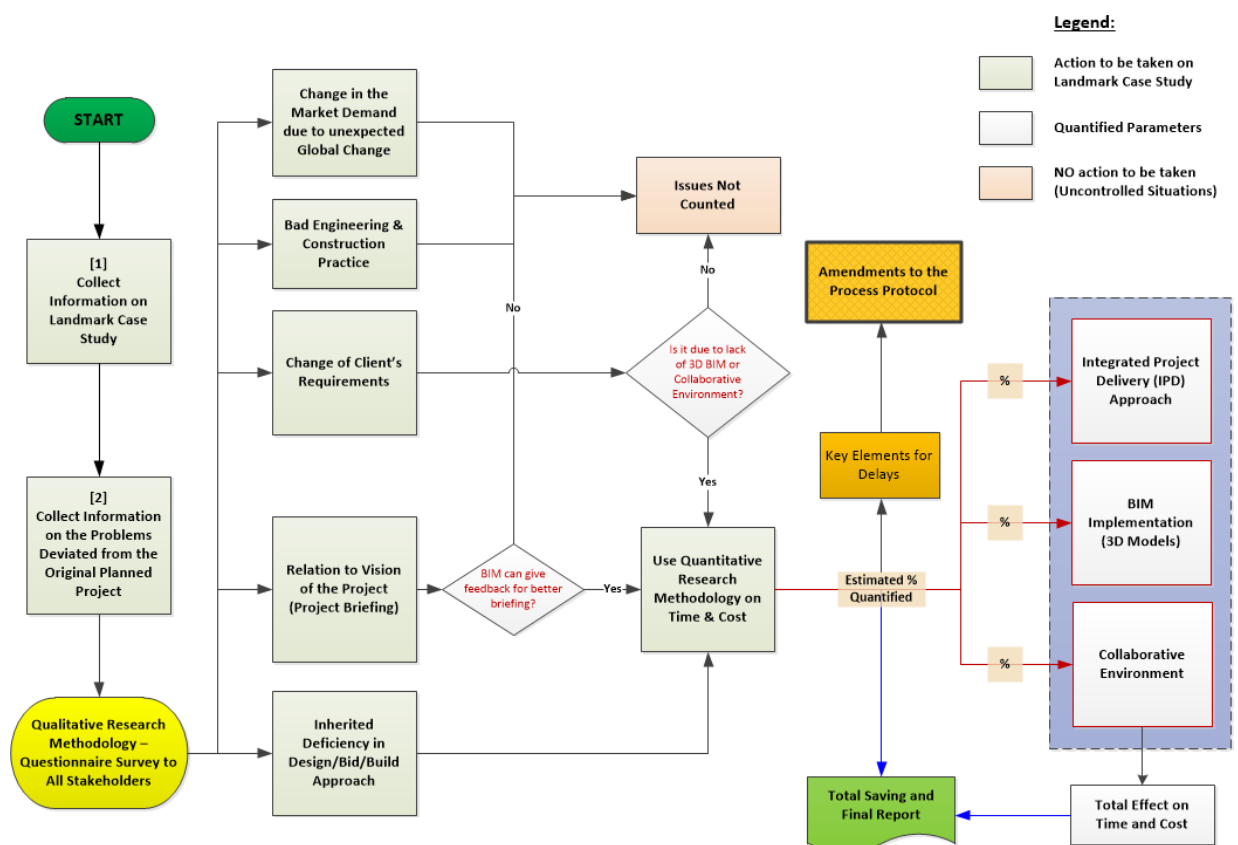 Legend:
Action to be taken on
Landmark Case Study
Quantified Parameters
NO action to be taken
(Uncontrolled Situations)
START
[1]
Collect
Information on
Landmark Case
Study
[2]
Collect Information
on the Problems
Deviated from the
Original Planned
Project
Qualitative Research
Methodology –
Questionnaire Survey to
All Stakeholders
Change in the
Market Demand
due to unexpected
Global Change
Bad Engineering &
Construction
Practice
Change of Client's
Requirements
Relation to Vision
of the Project
(Project Briefing)
Inherited
Deficiency in
Design/Bid/Build
Approach
No
BIM can give
feedback for better
briefing?
Yes
Issues Not
Counted
No
Is it due to lack
of 3D BIM or
Collaborative
Environment?
Yes
Use Quantitative
Research
Methodology on
Time & Cost
Amendments to the
Process Protocol
Key Elements for
Delays
Estimated %
Quantified
%
%
%
Integrated Project
Delivery (IPD)
Approach
BIM
Implementation
(3D Models)
Collaborative
Environment
Total Saving and
Final Report
Total Effect on
Time and Cost